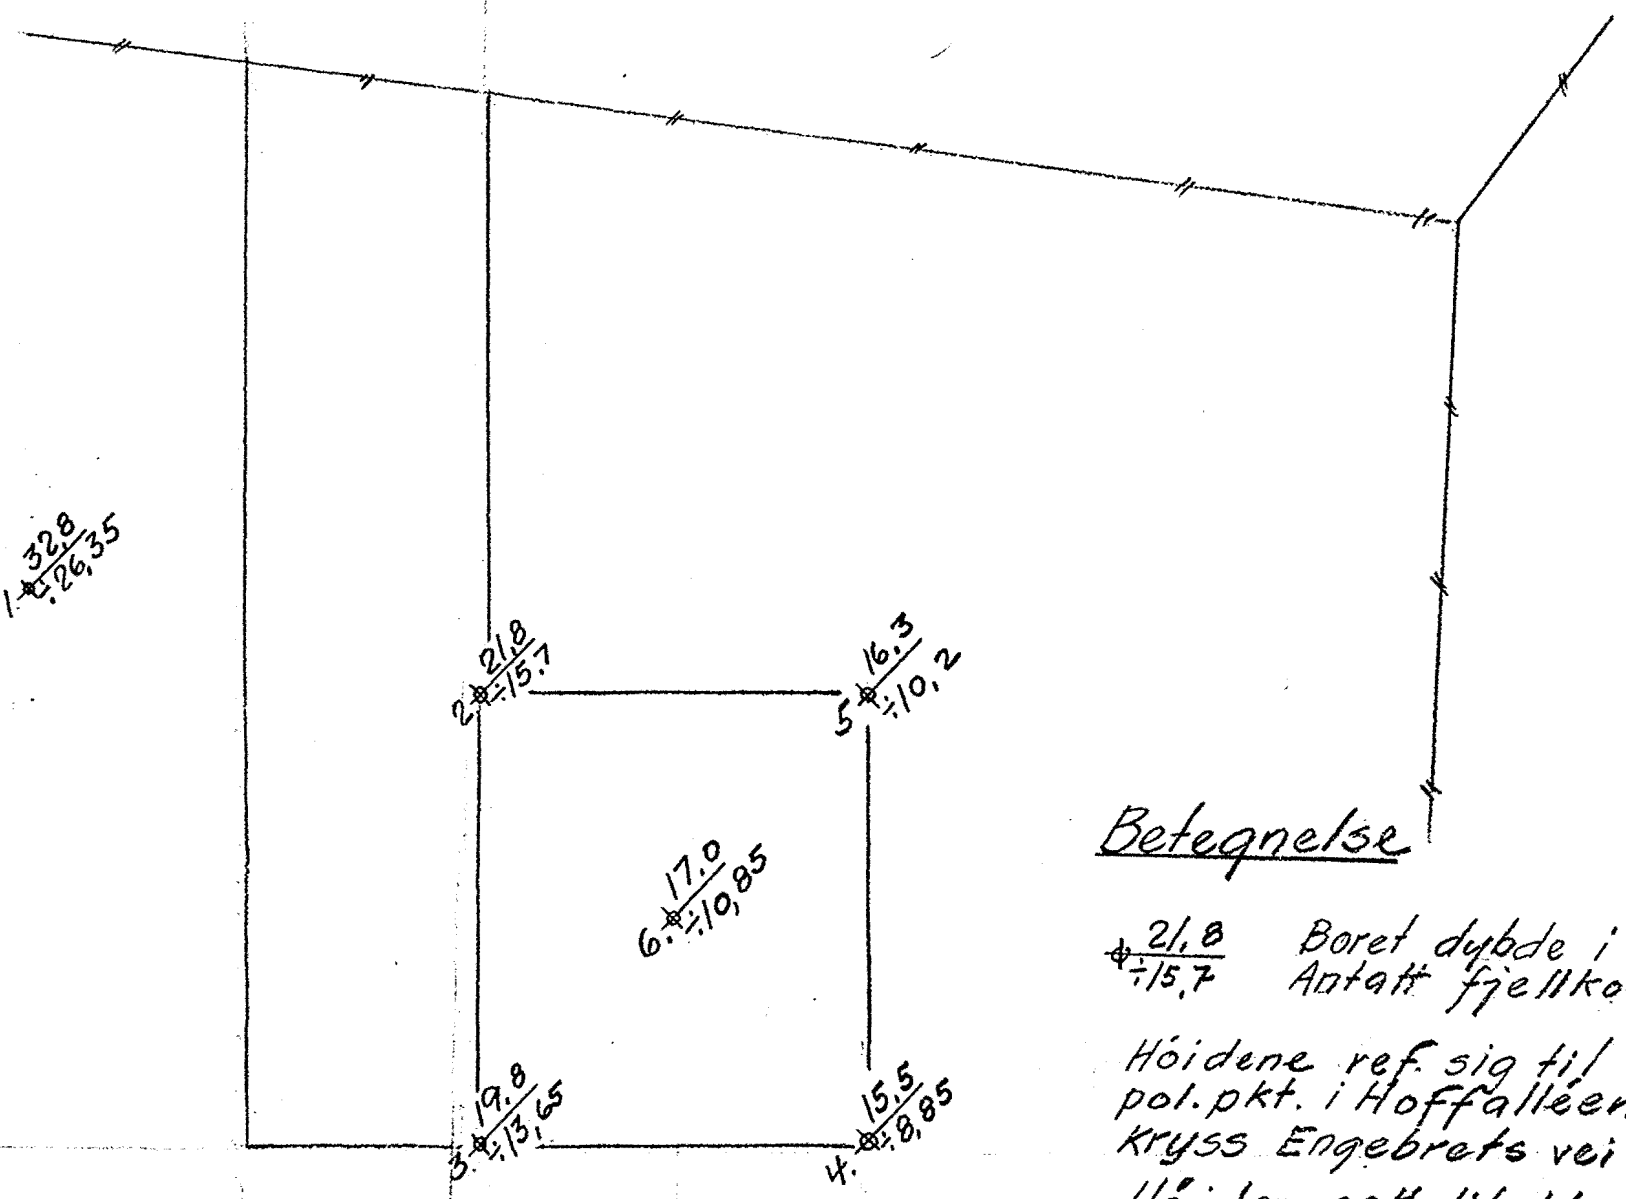 32,8
1. ÷26,35
21,8
2 ÷15,7
16,3
5 ÷10,2
17,0
6. ÷10,85
19,8
3. ÷13,65
15,5
4. ÷8,85
Betegnelse
21,8 Boret dybde i
÷15,7 Antatt fjellko
Höidene ref. sig til
pol.pkt. i Hoffalléen
kryss Engebrets vei